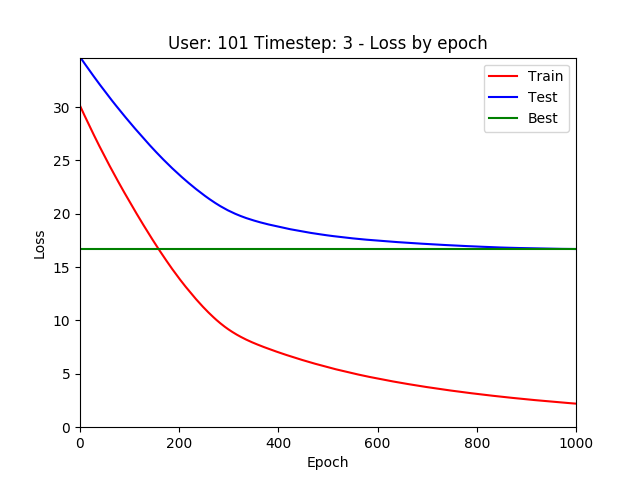 User: 101 Timestep: 3 - Loss by epoch
Train
Test
Best
Loss
30
25
20
15
10
5
0
0 200 400 600 800 1000
Epoch